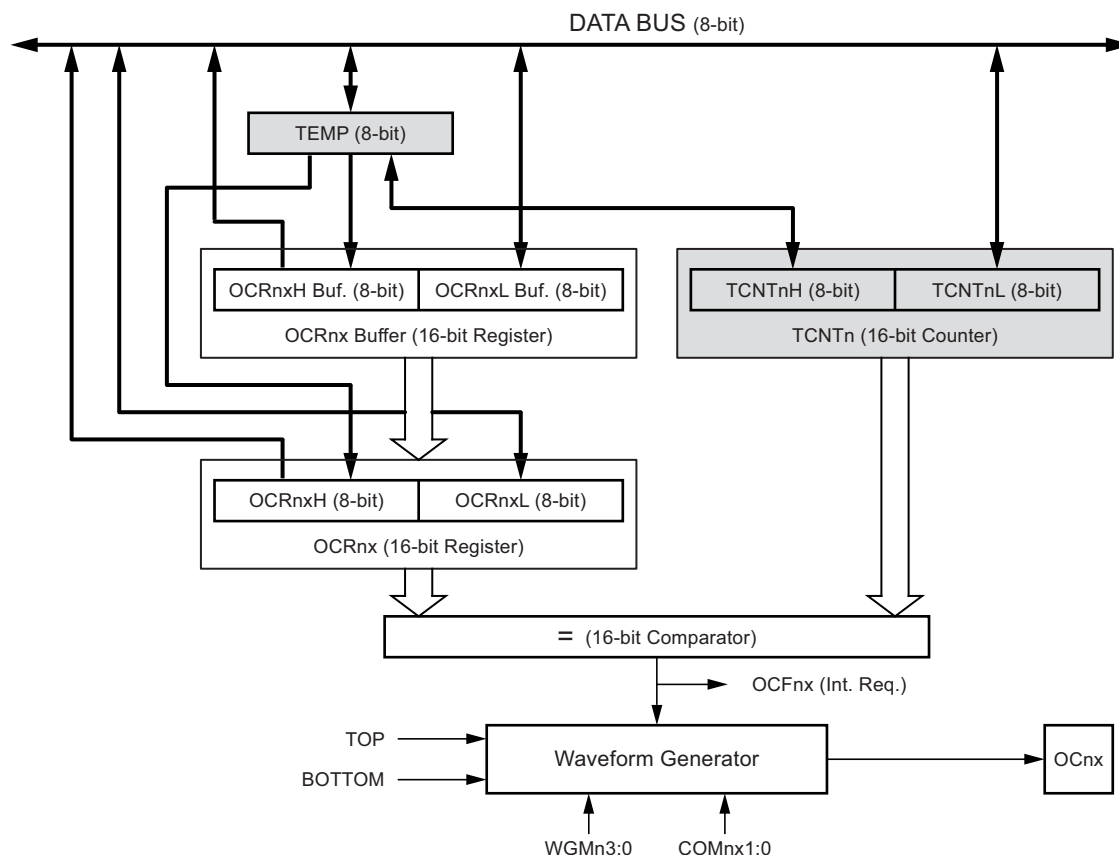 DATA BUS (8-bit)
TEMP (8-bit)
OCRnxH Buf. (8-bit)
OCRnxL Buf. (8-bit)
OCRnx Buffer (16-bit Register)
TCNTnH (8-bit)
TCNTnL (8-bit)
TCNTn (16-bit Counter)
OCRnxH (8-bit)
OCRnxL (8-bit)
OCRnx (16-bit Register)
= (16-bit Comparator)
OCFnx (Int. Req.)
TOP
BOTTOM
Waveform Generator
OCnx
WGMn3:0
COMnx1:0